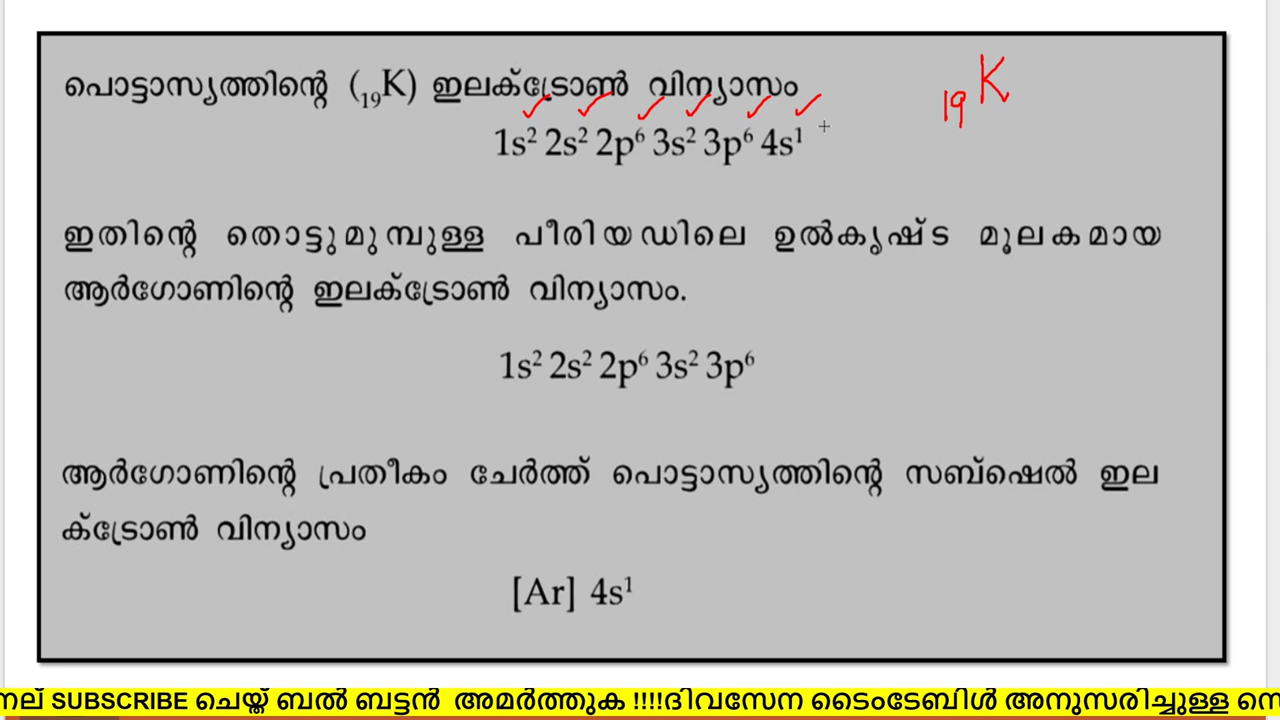 പൊട്ടാസ്യത്തിന്റെ (₁₉K) ഇലക്ട്രോൺ വിന്യാസം
₁₉K
1s² 2s² 2p⁶ 3s² 3p⁶ 4s¹
ഇതിന്റെ തൊട്ടുമുമ്പുള്ള പീരിയഡിലെ ഉൽകൃഷ്ട മൂലകമായ
ആർഗോണിന്റെ ഇലക്ട്രോൺ വിന്യാസം.
1s² 2s² 2p⁶ 3s² 3p⁶
ആർഗോണിന്റെ പ്രതീകം ചേർത്ത് പൊട്ടാസ്യത്തിന്റെ സബ്ഷെൽ ഇല
ക്ട്രോൺ വിന്യാസം
[Ar] 4s¹
SUBSCRIBE ചെയ്ത് ബൽ ബട്ടൻ അമർത്തുക !!!!ദിവസേന ടൈംടേബിൾ അനുസരിച്ചുള്ള